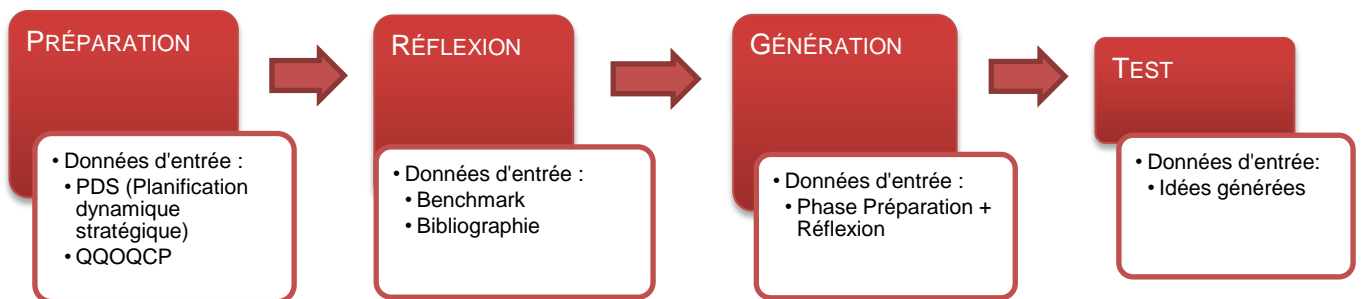 PRÉPARATION
• Données d'entrée :
• PDS (Planification
dynamique
stratégique)
• QQOQCP
RÉFLEXION
• Données d'entrée :
• Benchmark
• Bibliographie
GÉNÉRATION
• Données d'entrée :
• Phase Préparation +
Réflexion
TEST
• Données d'entrée:
• Idées générées